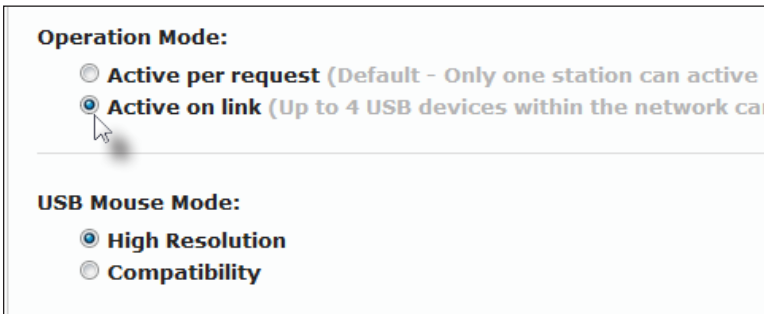 Operation Mode:
Active per request (Default - Only one station can active
Active on link (Up to 4 USB devices within the network
USB Mouse Mode:
High Resolution
Compatibility